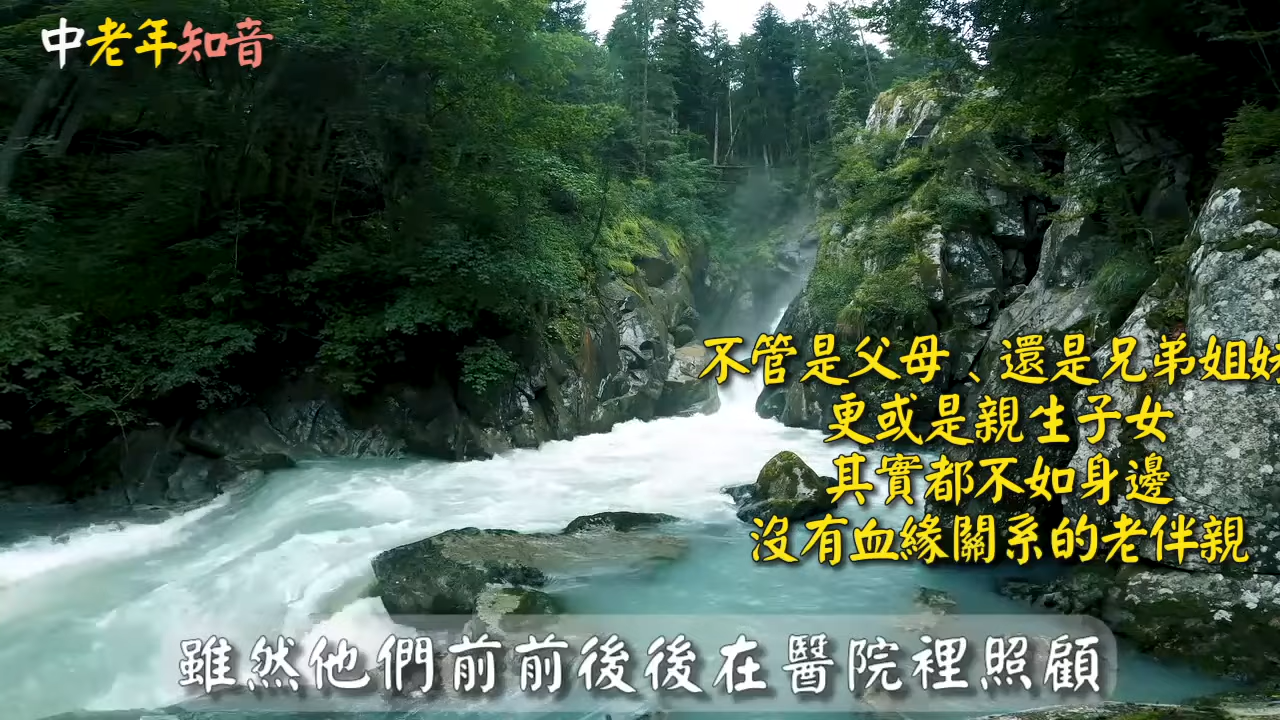 中老年知音
不管是父母、還是兄弟姐妹
更或是親生子女
其實都不如身邊
沒有血緣關系的老伴親
雖然他們前前後後在醫院裡照顧